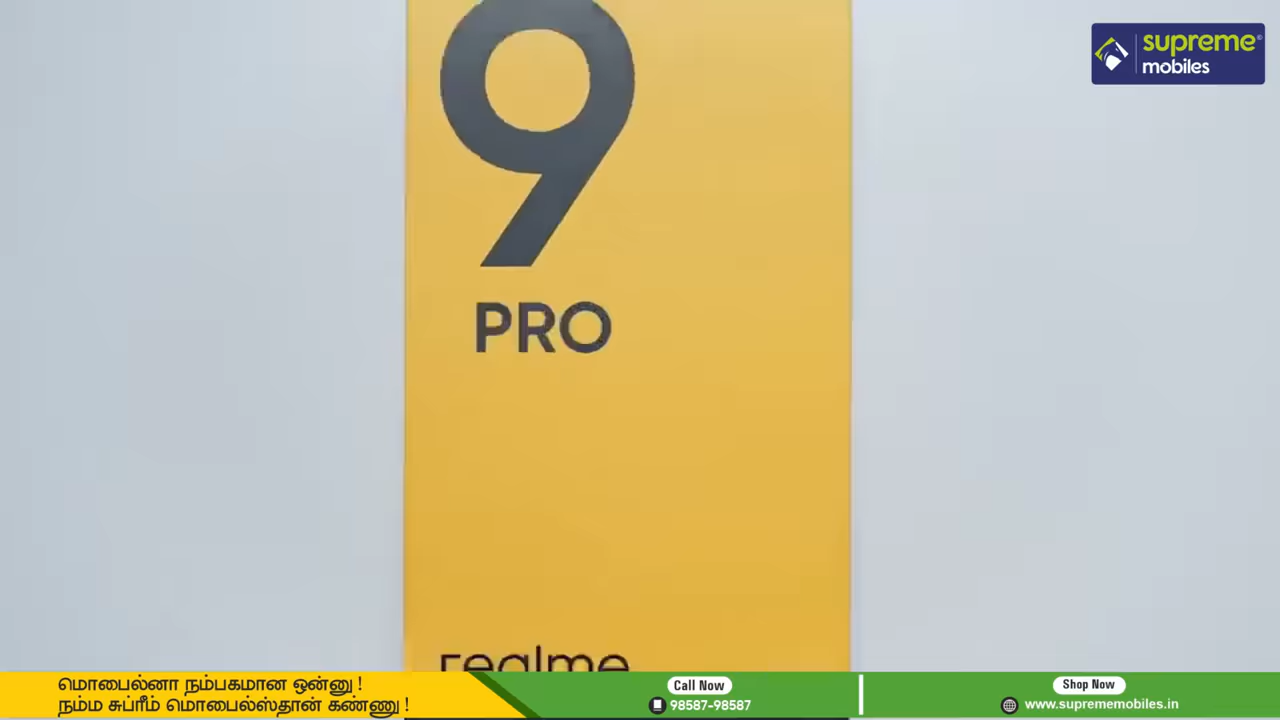 9
PRO
realme
supreme®
mobiles
மொபைல்னா நம்பகமான ஒன்னு !
நம்ம சுப்ரீம் மொபைல்ஸ்தான் கண்ணு !
Call Now
98587-98587
Shop Now
www.suprememobiles.in